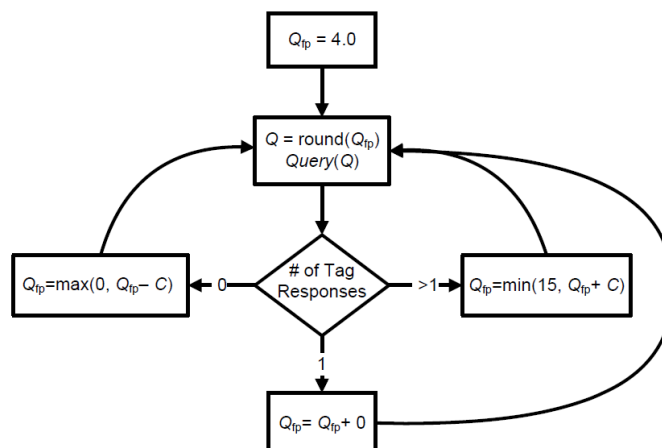 Qfp = 4.0
Q = round(Qfp)
Query(Q)
# of Tag
Responses
0
>1
1
Qfp=max(0, Qfp– C)
Qfp=min(15, Qfp+ C)
Qfp= Qfp+ 0